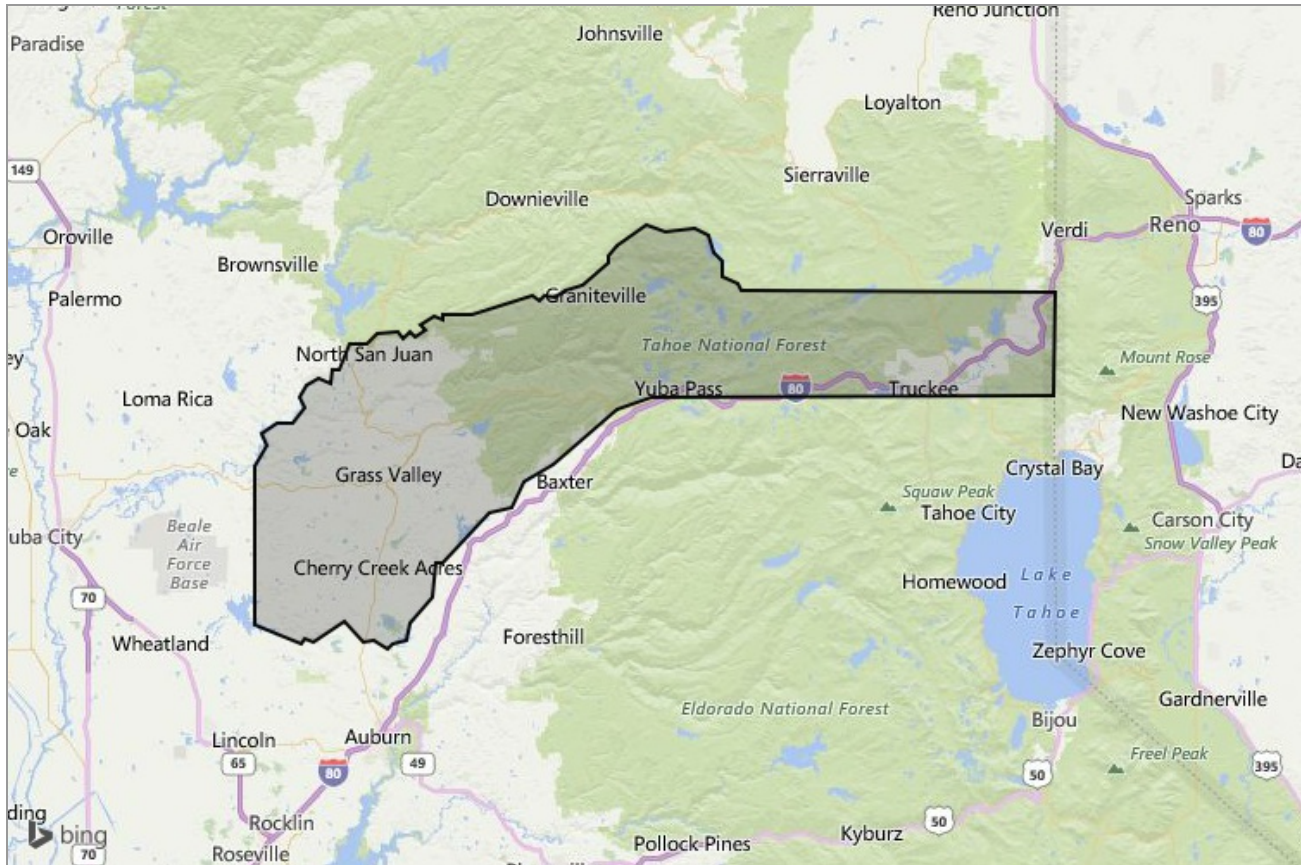 Forest
Reno Junction
Johnsville
Paradise
Loyalton
149
Sierraville
Downieville
Sparks
Oroville
Verdi
Reno
80
Brownsville
Palermo
Graniteville
395
North San Juan
Tahoe National Forest
Mount Rose
Yuba Pass
80
Truckee
Loma Rica
New Washoe City
Oak
Grass Valley
Baxter
Crystal Bay
Squaw Peak
Tahoe City
Carson City
Snow Valley Peak
uba City
Beale
Air
Force
Base
Cherry Creek Acres
Homewood
Lake
Tahoe
70
Wheatland
Foresthill
Zephyr Cove
Gardnerville
Eldorado National Forest
Bijou
Auburn
Lincoln
65
80
49
Freel Peak
50
395
ding
bing
Rocklin
50
Kyburz
Pollock Pines
70
Roseville